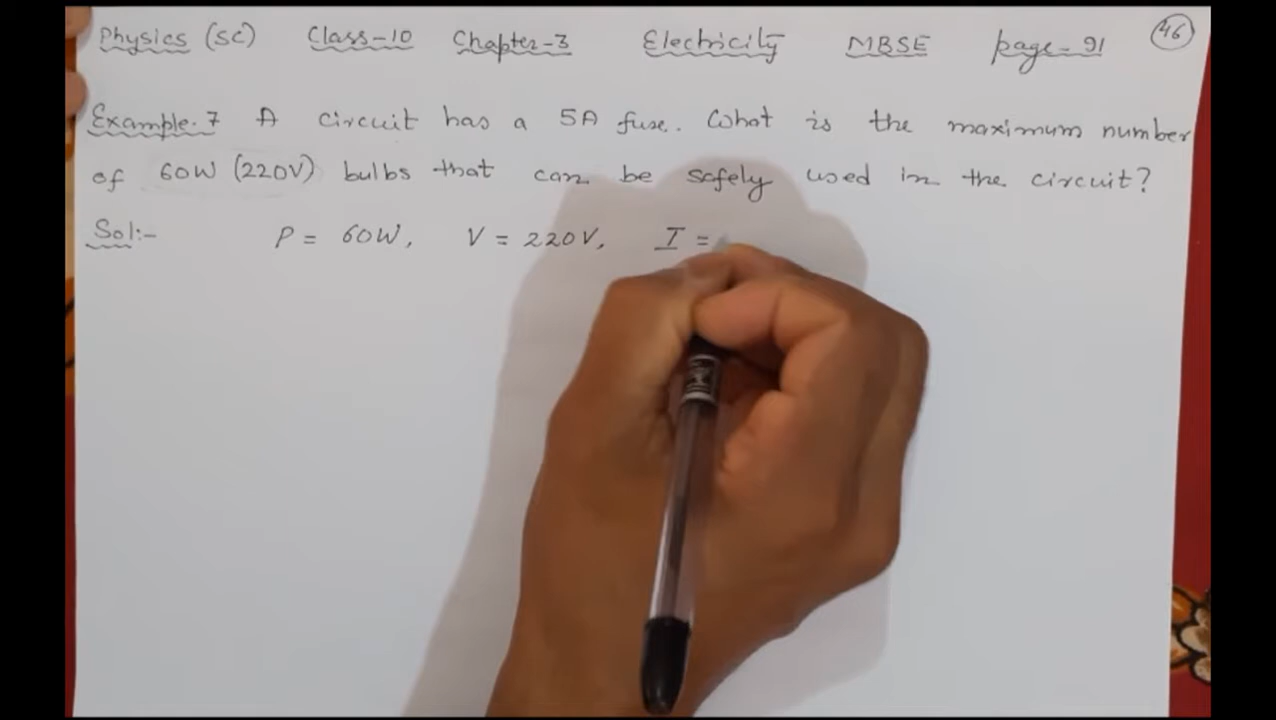 Physics (SC) Class-10 Chapter-3 Electricity MBSE page-91 46
Example.7 A circuit has a 5A fuse. What is the maximum number
of 60W (220V) bulbs that can be safely used in the circuit?
Sol:- P = 60W, V = 220V, I =